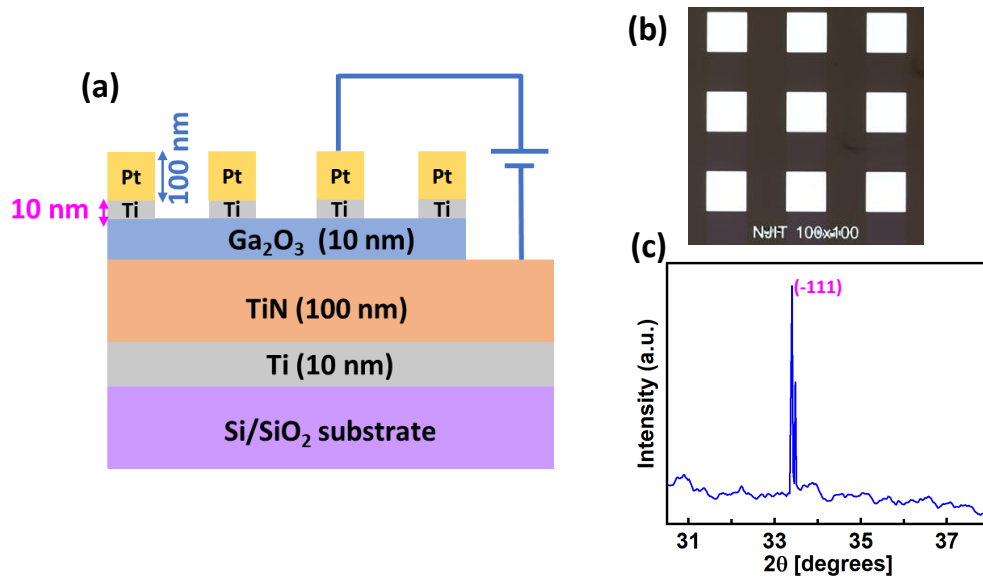 (a)
Pt
Pt
Pt
Pt
100 nm
10 nm
Ti
Ti
Ti
Ti
Ga₂O₃ (10 nm)
TiN (100 nm)
Ti (10 nm)
Si/SiO₂ substrate
(b)
NJIT 100x100
(c)
(-111)
Intensity (a.u.)
31 33 35 37
2θ [degrees]